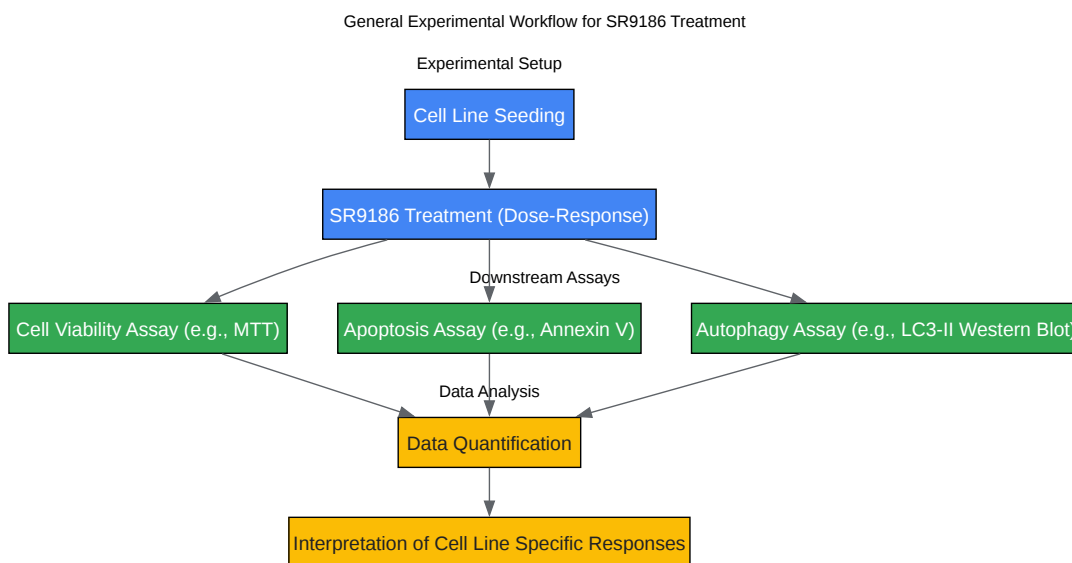 General Experimental Workflow for SR9186 Treatment
Experimental Setup
Cell Line Seeding
SR9186 Treatment (Dose-Response)
Downstream Assays
Cell Viability Assay (e.g., MTT)
Apoptosis Assay (e.g., Annexin V)
Autophagy Assay (e.g., LC3-II Western Blot)
Data Analysis
Data Quantification
Interpretation of Cell Line Specific Responses